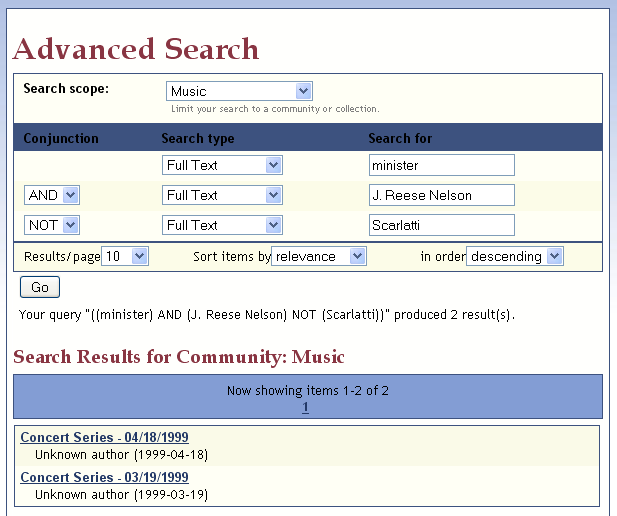 Advanced Search
Search scope: Music
Limit your search to a community or collection.
Conjunction Search type Search for
Full Text minister
AND Full Text J. Reese Nelson
NOT Full Text Scarlatti
Results/page 10 Sort items by relevance in order descending
Go
Your query "((minister) AND (J. Reese Nelson) NOT (Scarlatti))" produced 2 result(s).
Search Results for Community: Music
Now showing items 1-2 of 2
1
Concert Series - 04/18/1999
Unknown author (1999-04-18)
Concert Series - 03/19/1999
Unknown author (1999-03-19)